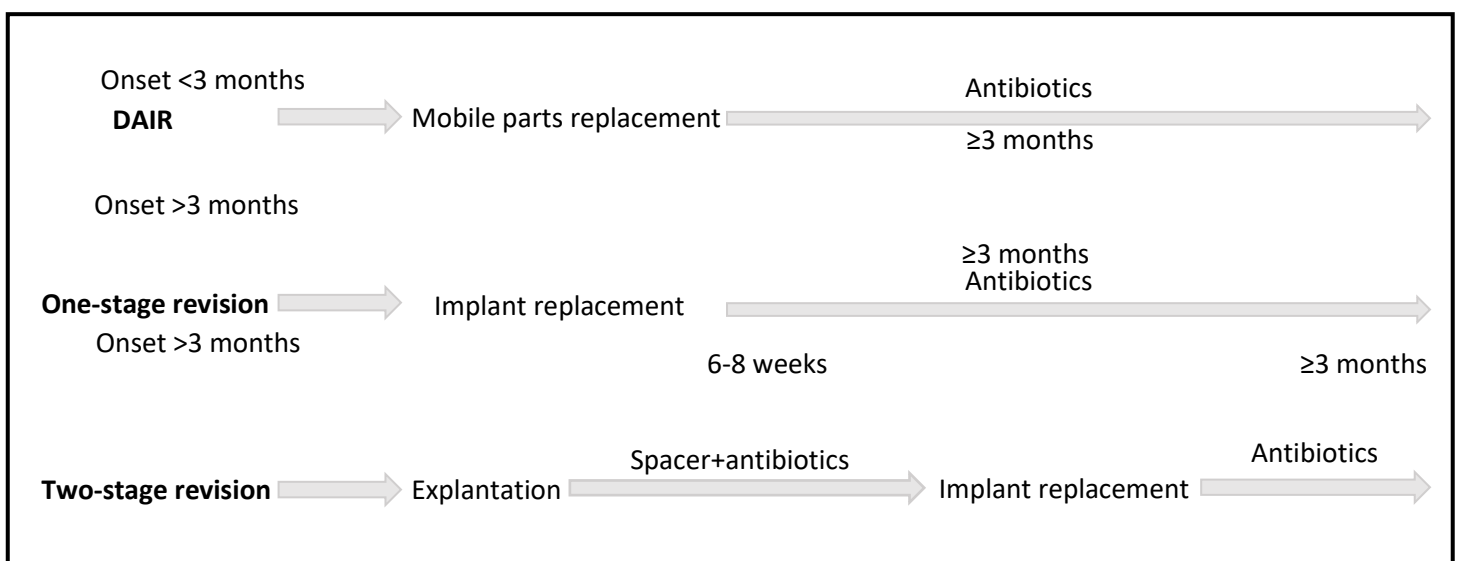 Onset <3 months
Antibiotics
DAIR
Mobile parts replacement
≥3 months
Onset >3 months
≥3 months
Antibiotics
One-stage revision
Implant replacement
Onset >3 months
6-8 weeks
≥3 months
Spacer+antibiotics
Antibiotics
Two-stage revision
Explantation
Implant replacement